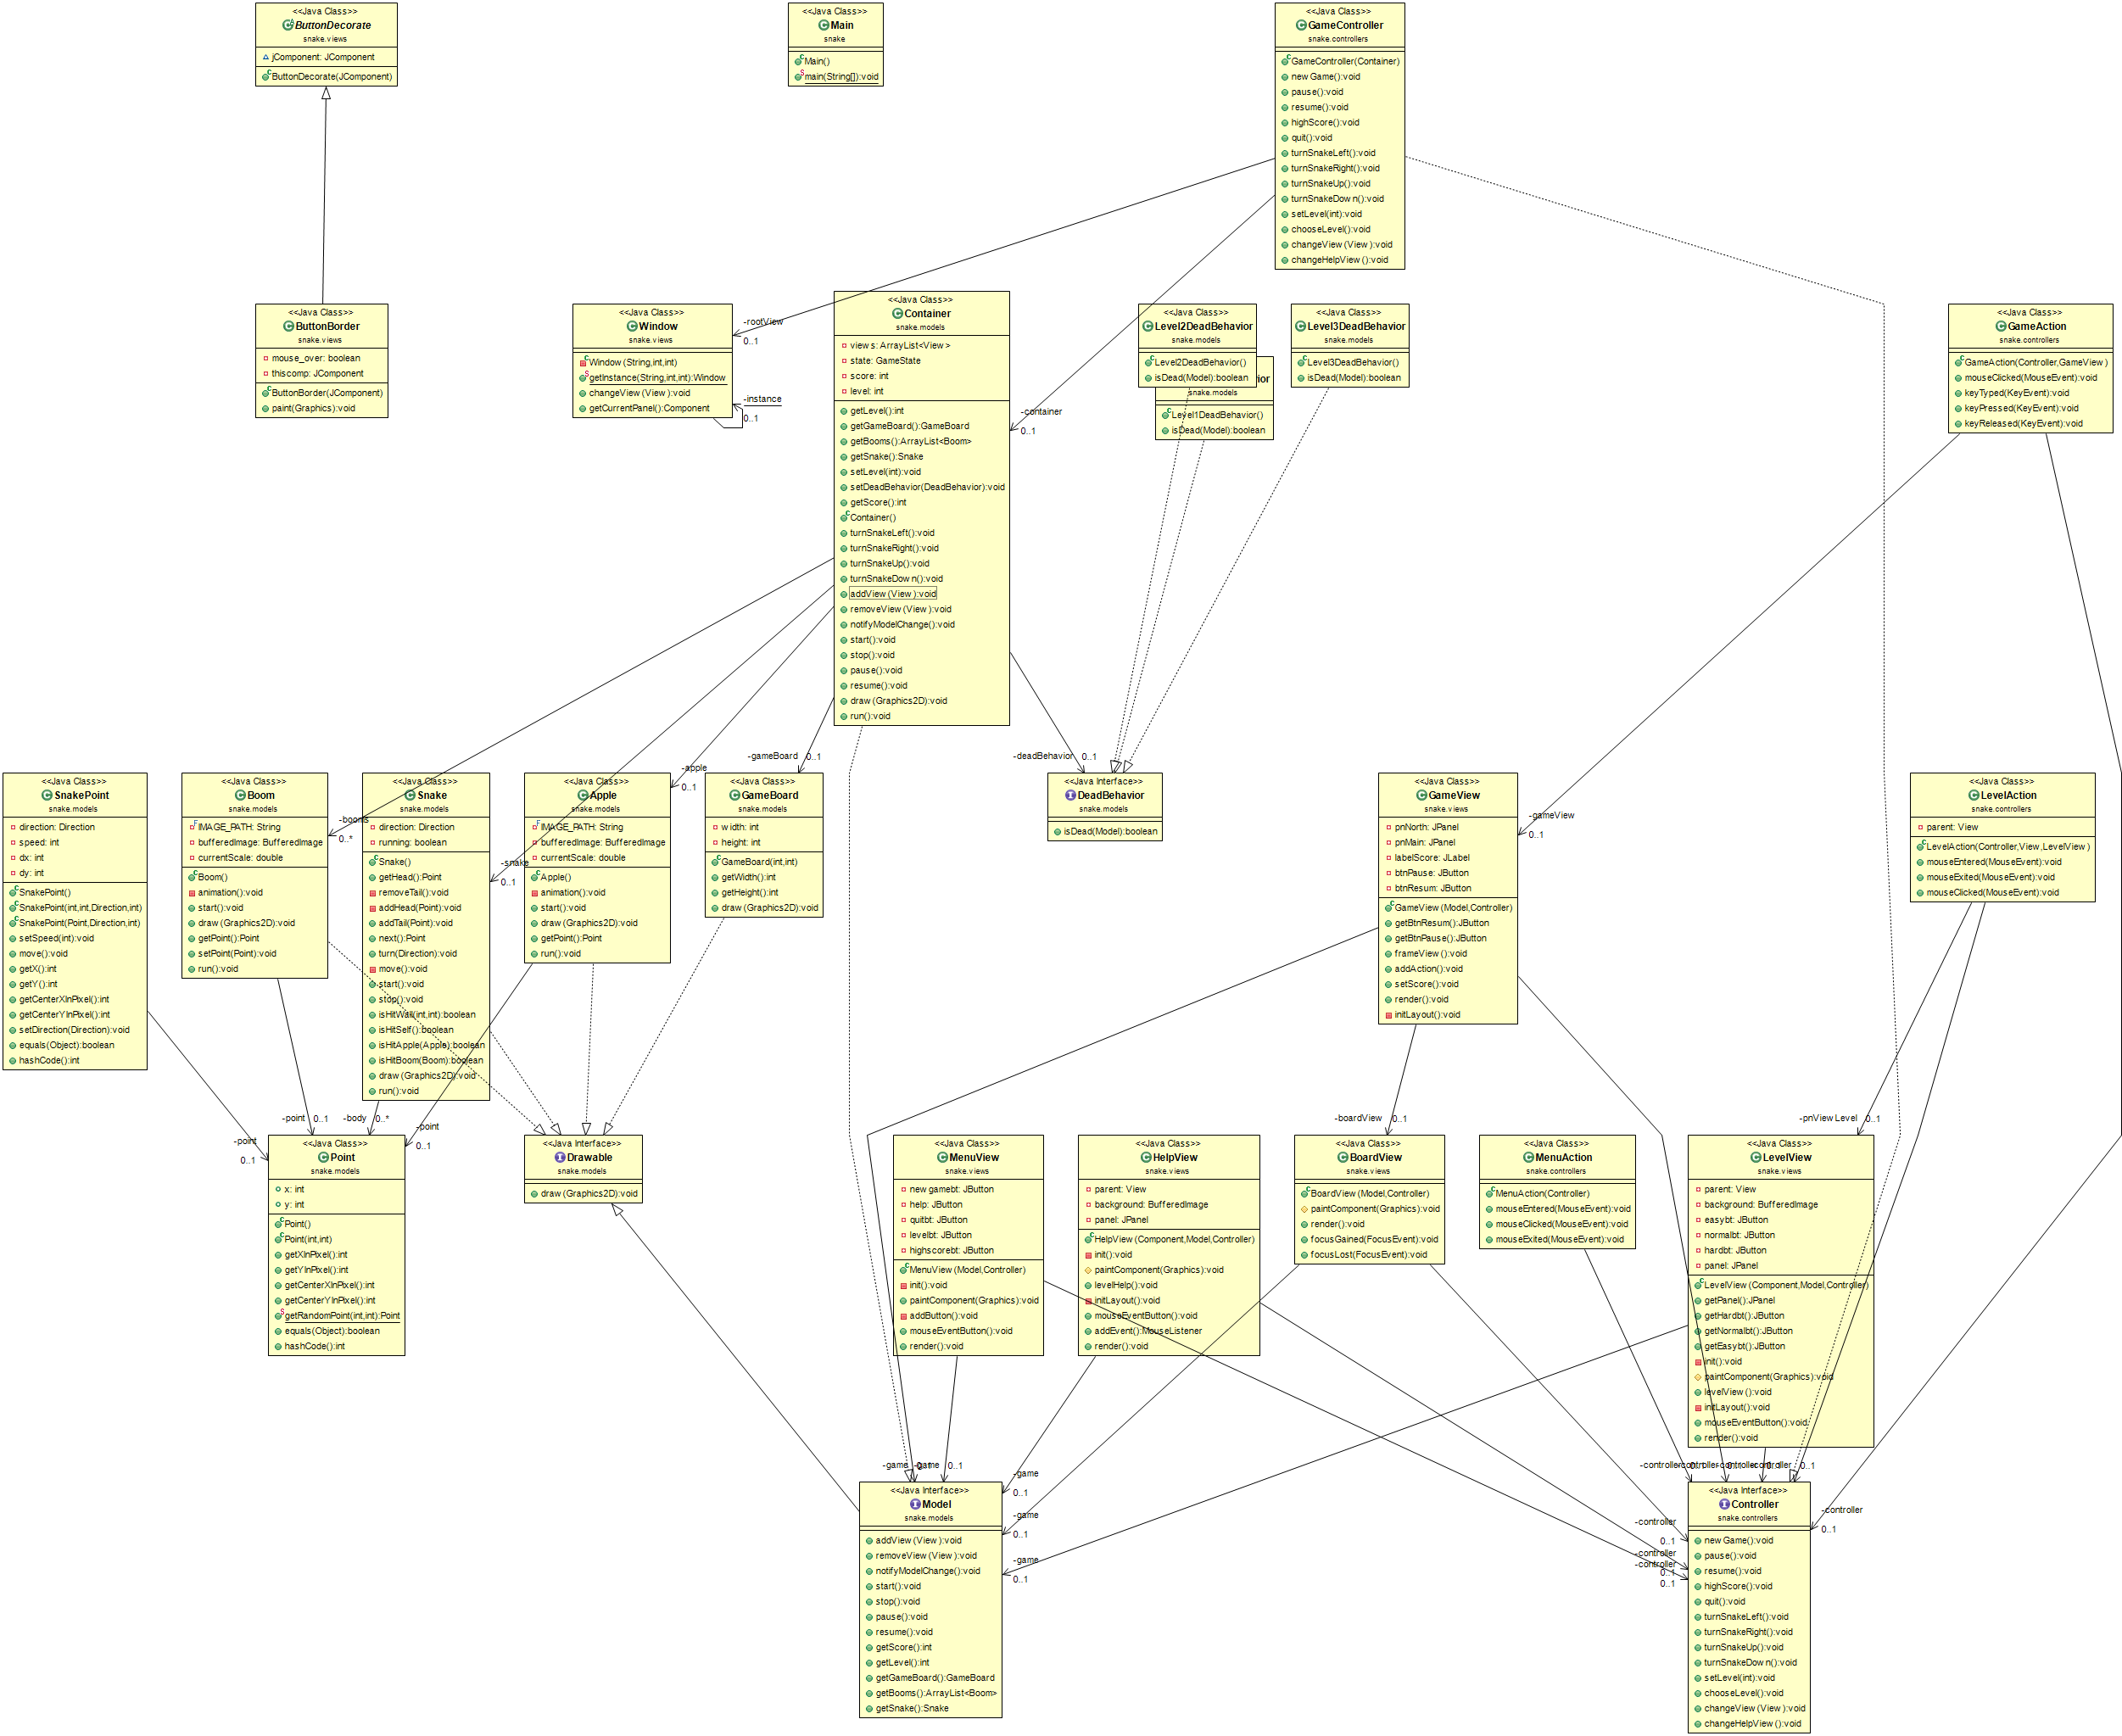 <<Java Class>>
ButtonDecorate
snake.views
jComponent: JComponent
ButtonDecorate(JComponent)
<<Java Class>>
Main
snake
Main()
main(String[]):void
<<Java Class>>
GameController
snake.controllers
GameController(Container)
newGame():void
pause():void
resume():void
highScore():void
quit():void
turnSnakeLeft():void
turnSnakeRight():void
turnSnakeUp():void
turnSnakeDown():void
setLevel(int):void
chooseLevel():void
changeView(View):void
changeHelpView():void
<<Java Class>>
ButtonBorder
snake.views
mouse_over: boolean
thiscomp: JComponent
ButtonBorder(JComponent)
paint(Graphics):void
<<Java Class>>
Window
snake.views
Window(String,int,int)
getInstance(String,int,int):Window
changeView(View):void
getCurrentPanel():Component
-rootView
0..1
-instance
0..1
<<Java Class>>
Container
snake.models
views: ArrayList<View>
state: GameState
score: int
level: int
getLevel():int
getGameBoard():GameBoard
getBooms():ArrayList<Boom>
getSnake():Snake
setLevel(int):void
setDeadBehavior(DeadBehavior):void
getScore():int
Container()
turnSnakeLeft():void
turnSnakeRight():void
turnSnakeUp():void
turnSnakeDown():void
addView(View):void
removeView(View):void
notifyModelChange():void
start():void
stop():void
pause():void
resume():void
draw(Graphics2D):void
run():void
-container
0..1
<<Java Class>>
Level2DeadBehavior
snake.models
Level2DeadBehavior()
isDead(Model):boolean
snake.models
Level1DeadBehavior()
isDead(Model):boolean
<<Java Class>>
Level3DeadBehavior
snake.models
Level3DeadBehavior()
isDead(Model):boolean
<<Java Class>>
GameAction
snake.controllers
GameAction(Controller,GameView)
mouseClicked(MouseEvent):void
keyTyped(KeyEvent):void
keyPressed(KeyEvent):void
keyReleased(KeyEvent):void
<<Java Class>>
SnakePoint
snake.models
direction: Direction
speed: int
dx: int
dy: int
SnakePoint()
SnakePoint(int,int,Direction,int)
SnakePoint(Point,Direction,int)
setSpeed(int):void
move():void
getX():int
getY():int
getCenterXInPixel():int
getCenterYInPixel():int
setDirection(Direction):void
equals(Object):boolean
hashCode():int
<<Java Class>>
Boom
snake.models
IMAGE_PATH: String
bufferedImage: BufferedImage
currentScale: double
Boom()
animation():void
start():void
draw(Graphics2D):void
getPoint():Point
setPoint(Point):void
run():void
-booms
0..*
<<Java Class>>
Snake
snake.models
direction: Direction
running: boolean
Snake()
getHead():Point
removeTail():void
addHead(Point):void
addTail(Point):void
next():Point
turn(Direction):void
move():void
start():void
stop():void
isHitWall(int,int):boolean
isHitSelf():boolean
isHitApple(Apple):boolean
isHitBoom(Boom):boolean
draw(Graphics2D):void
run():void
-snake
0..1
<<Java Class>>
Apple
snake.models
IMAGE_PATH: String
bufferedImage: BufferedImage
currentScale: double
Apple()
animation():void
start():void
draw(Graphics2D):void
getPoint():Point
run():void
-apple
0..1
-gameBoard
0..1
<<Java Class>>
GameBoard
snake.models
width: int
height: int
GameBoard(int,int)
getWidth():int
getHeight():int
draw(Graphics2D):void
-deadBehavior
0..1
<<Java Interface>>
DeadBehavior
snake.models
isDead(Model):boolean
<<Java Class>>
GameView
snake.views
pnNorth: JPanel
pnMain: JPanel
labelScore: JLabel
btnPause: JButton
btnResum: JButton
GameView(Model,Controller)
getBtnResum():JButton
getBtnPause():JButton
frameView():void
addAction():void
setScore():void
render():void
initLayout():void
-gameView
0..1
<<Java Class>>
LevelAction
snake.controllers
parent: View
LevelAction(Controller,View,LevelView)
mouseEntered(MouseEvent):void
mouseExited(MouseEvent):void
mouseClicked(MouseEvent):void
-point
0..1
-point
0..1
-body
0..*
-point
0..1
<<Java Class>>
Point
snake.models
x: int
y: int
Point()
Point(int,int)
getXInPixel():int
getYInPixel():int
getCenterXInPixel():int
getCenterYInPixel():int
getRandomPoint(int,int):Point
equals(Object):boolean
hashCode():int
<<Java Interface>>
Drawable
snake.models
draw(Graphics2D):void
<<Java Class>>
MenuView
snake.views
newgamebt: JButton
help: JButton
quitbt: JButton
levelbt: JButton
highscorebt: JButton
MenuView(Model,Controller)
init():void
paintComponent(Graphics):void
addButton():void
mouseEventButton():void
render():void
<<Java Class>>
HelpView
snake.views
parent: View
background: BufferedImage
panel: JPanel
HelpView(Component,Model,Controller)
init():void
paintComponent(Graphics):void
levelHelp():void
initLayout():void
mouseEventButton():void
addEvent():MouseListener
render():void
-boardView
0..1
<<Java Class>>
BoardView
snake.views
BoardView(Model,Controller)
paintComponent(Graphics):void
render():void
focusGained(FocusEvent):void
focusLost(FocusEvent):void
<<Java Class>>
MenuAction
snake.controllers
MenuAction(Controller)
mouseEntered(MouseEvent):void
mouseClicked(MouseEvent):void
mouseExited(MouseEvent):void
-pnViewLevel
0..1
<<Java Class>>
LevelView
snake.views
parent: View
background: BufferedImage
easybt: JButton
normalbt: JButton
hardbt: JButton
panel: JPanel
LevelView(Component,Model,Controller)
getPanel():JPanel
getHardbt():JButton
getNormalbt():JButton
getEasybt():JButton
init():void
paintComponent(Graphics):void
levelView():void
initLayout():void
mouseEventButton():void
render():void
-game
-game
0..1
-game
0..1
-game
0..1
-game
0..1
<<Java Interface>>
Model
snake.models
addView(View):void
removeView(View):void
notifyModelChange():void
start():void
stop():void
pause():void
resume():void
getScore():int
getLevel():int
getGameBoard():GameBoard
getBooms():ArrayList<Boom>
getSnake():Snake
-controller
-controller
-controller
0..1
-controller
0..1
-controller
-controller
0..1
0..1
-controller
0..1
<<Java Interface>>
Controller
snake.controllers
newGame():void
pause():void
resume():void
highScore():void
quit():void
turnSnakeLeft():void
turnSnakeRight():void
turnSnakeUp():void
turnSnakeDown():void
setLevel(int):void
chooseLevel():void
changeView(View):void
changeHelpView():void